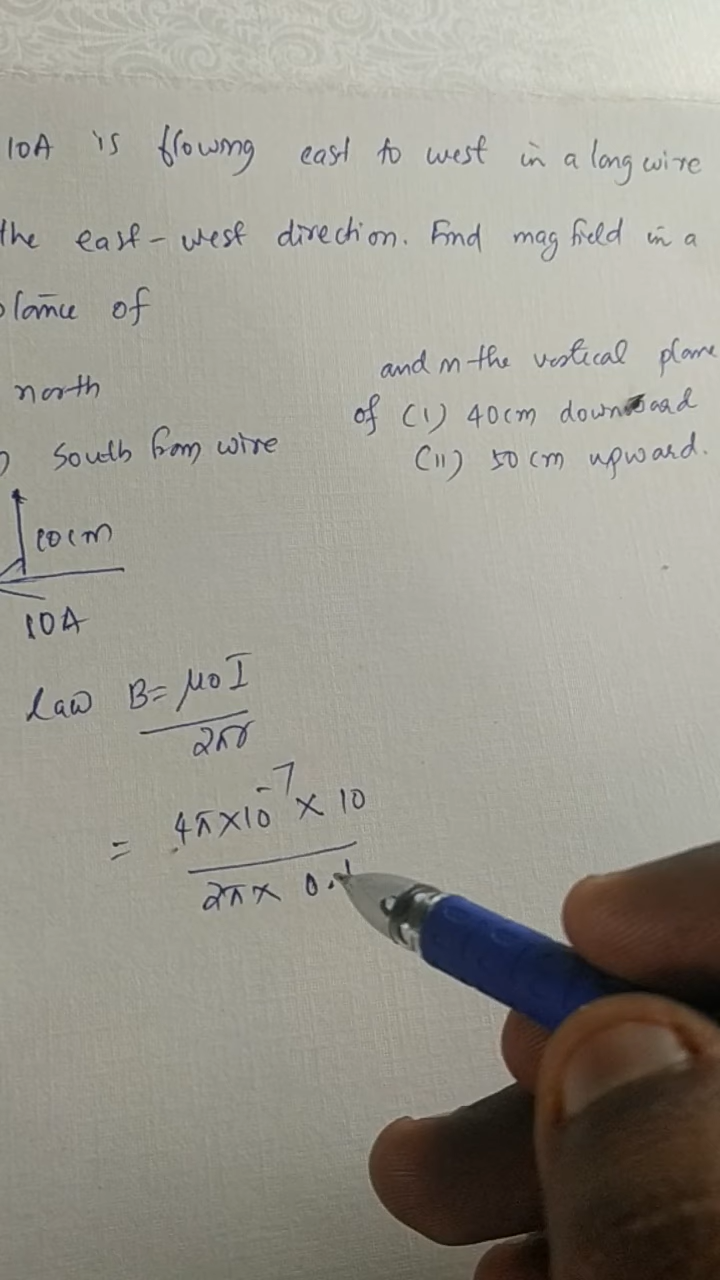 10A is flowing east to west in a long wire
the east-west direction. Find mag field in a
of
north
and in the vertical plane
of (i) 40cm downward
South from wire
(ii) 50cm upward.
10cm
10A
law B= μ0 I
2πr
= 4π×10^-7 × 10
2π× 0.1